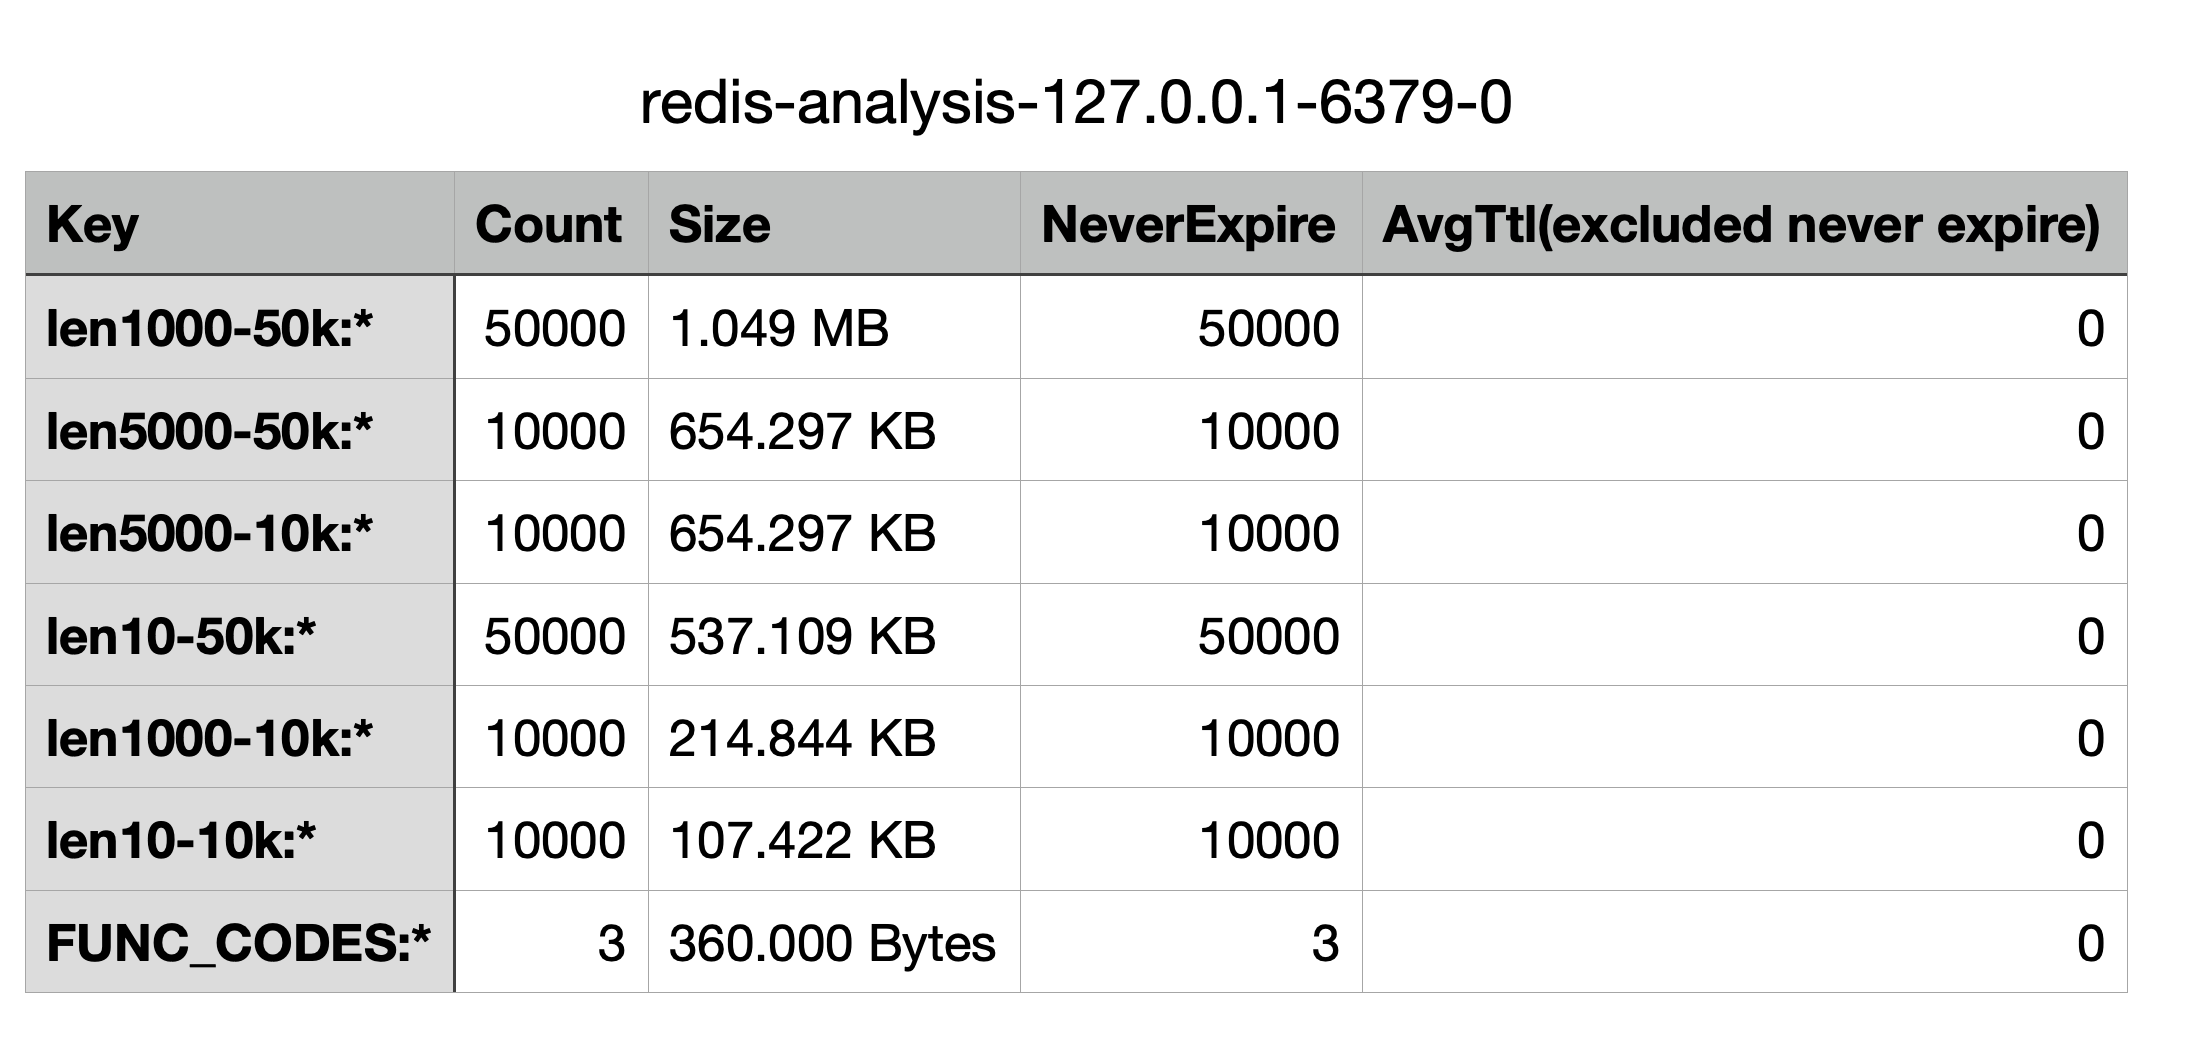 redis-analysis-127.0.0.1-6379-0
Key Count Size NeverExpire AvgTtl(excluded never expire)
len1000-50k:* 50000 1.049 MB 50000 0
len5000-50k:* 10000 654.297 KB 10000 0
len5000-10k:* 10000 654.297 KB 10000 0
len10-50k:* 50000 537.109 KB 50000 0
len1000-10k:* 10000 214.844 KB 10000 0
len10-10k:* 10000 107.422 KB 10000 0
FUNC_CODES:* 3 360.000 Bytes 3 0